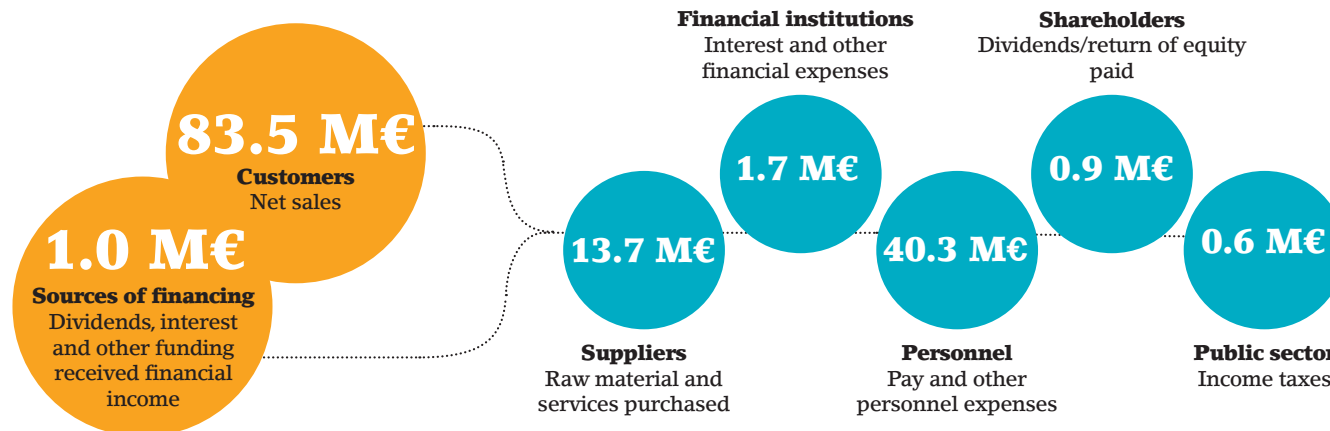 83.5 M€
Customers
Net sales
1.0 M€
Sources of financing
Dividends, interest
and other funding
received financial
income
Financial institutions
Interest and other
financial expenses
1.7 M€
Shareholders
Dividends/return of equity
paid
0.9 M€
13.7 M€
Suppliers
Raw material and
services purchased
40.3 M€
Personnel
Pay and other
personnel expenses
0.6 M€
Public sector
Income taxes